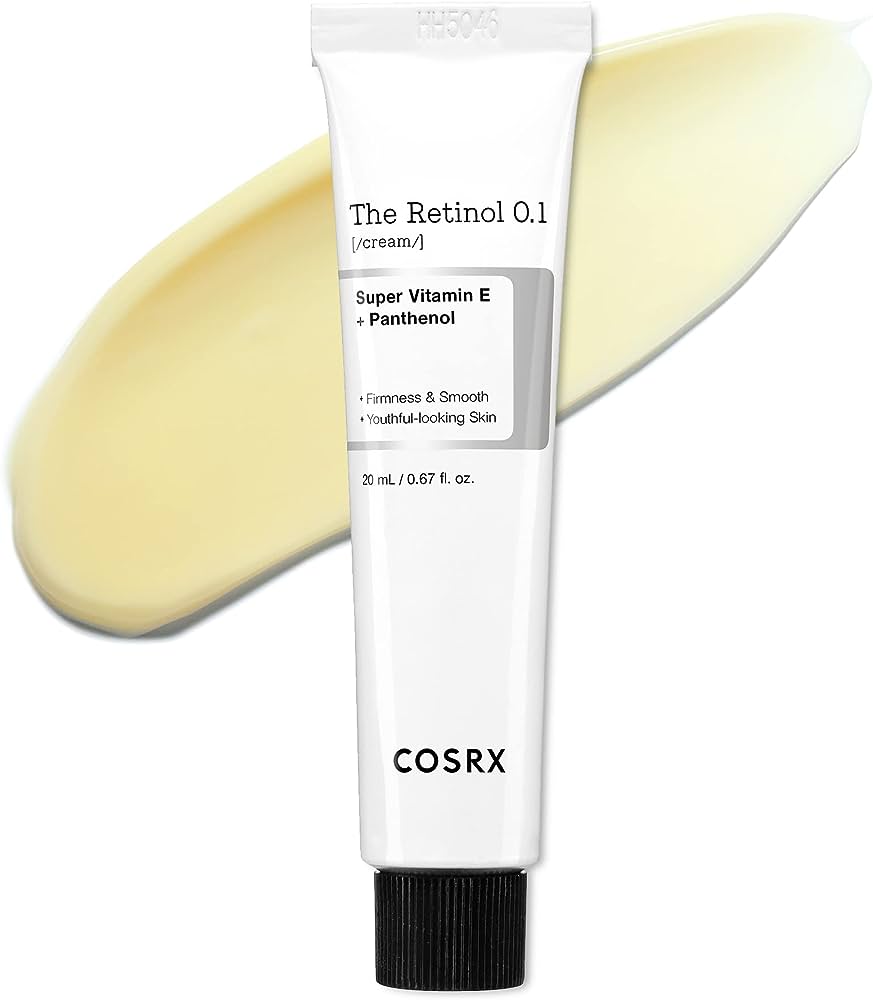 HH5046
The Retinol 0.1
[/cream/]
Super Vitamin E
+ Panthenol
+ Firmness & Smooth
+ Youthful-looking Skin
20 mL / 0.67 fl. oz.
COSRX